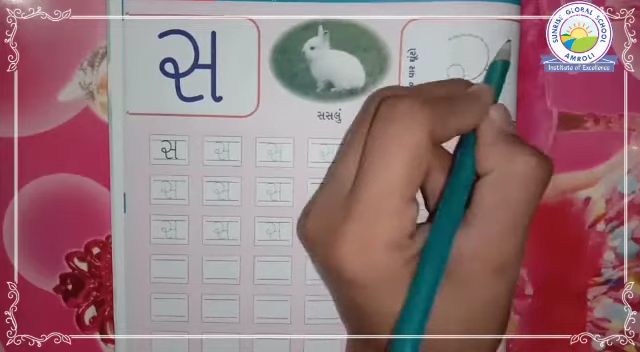 સ
સસલું
વાર ઘૂંટો
SUNRISE GLOBAL SCHOOL
AMROLI
Institute of Excellence
સ સ સ
સ સ સ
સ સ સ